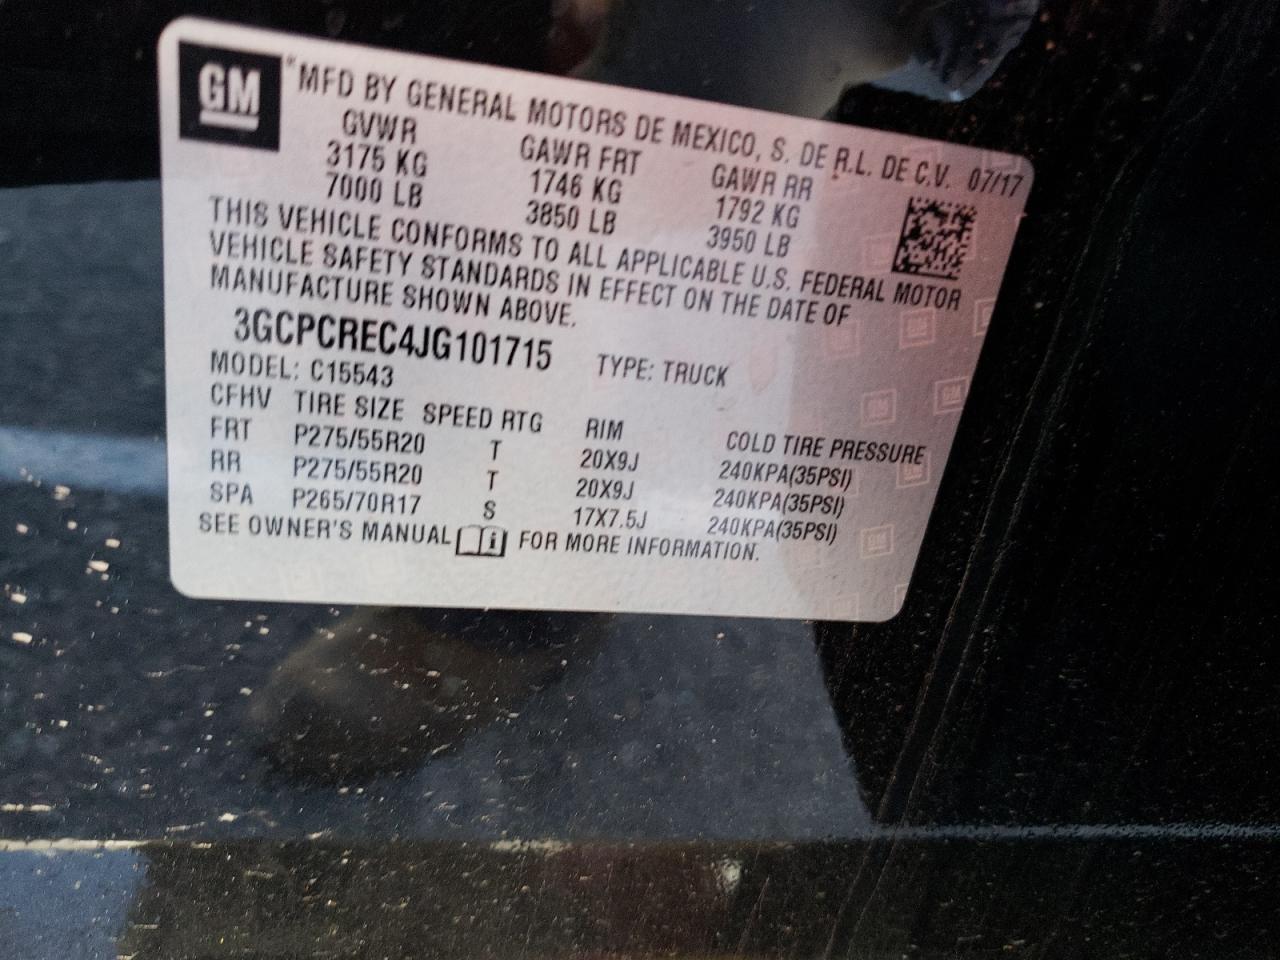 GM *MFD BY GENERAL MOTORS DE MEXICO, S. DE R.L. DE C.V. 07/17
GVWR GAWR FRT GAWR RR
3175 KG 1746 KG 1792 KG
7000 LB 3850 LB 3950 LB
THIS VEHICLE CONFORMS TO ALL APPLICABLE U.S. FEDERAL MOTOR
VEHICLE SAFETY STANDARDS IN EFFECT ON THE DATE OF
MANUFACTURE SHOWN ABOVE.
3GCPCREC4JG101715 TYPE: TRUCK
MODEL: C15543
CFHV TIRE SIZE SPEED RTG RIM COLD TIRE PRESSURE
FRT P275/55R20 T 20X9J 240KPA(35PSI)
RR P275/55R20 T 20X9J 240KPA(35PSI)
SPA P265/70R17 S 17X7.5J 240KPA(35PSI)
SEE OWNER'S MANUAL i FOR MORE INFORMATION.